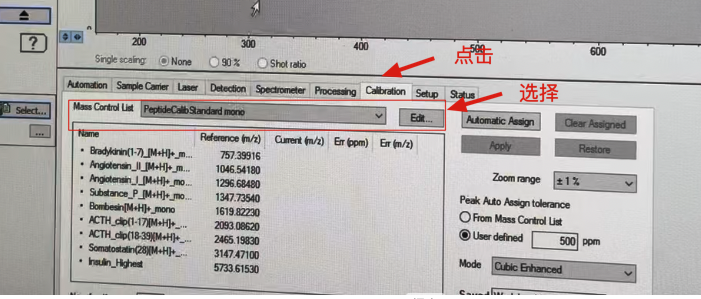 ?
200 300 400 500 600
点击
Single scaling: None 90 % Shot ratio
Automation Sample Carrier Laser Detection Spectrometer Processing Calibration Setup Status
选择
Select...
Mass Control List PeptideCalibStandard mono Edit...
...
Automatic Assign Clear Assigned
Name Reference (m/z) Current (m/z) Err (ppm) Err (m/z)
Apply Restore
Bradykinin(1-7)_[M+H]+_m... 757.39916
Angiotensin_II_[M+H]+_m... 1046.54180
Angiotensin_I_[M+H]+_mo... 1296.68480
Zoom range ±1%
Substance_P_[M+H]+_mo... 1347.73540
Bombesin[M+H]+_mono 1619.82230
Peak Auto Assign tolerance
ACTH_clip(1-17)[M+H]+_... 2093.08620
From Mass Control List
ACTH_clip(18-39)[M+H]+_... 2465.19830
User defined 500 ppm
Somatostatin(28)[M+H]+_... 3147.47100
Insulin_Highest 5733.61530
Mode Cubic Enhanced